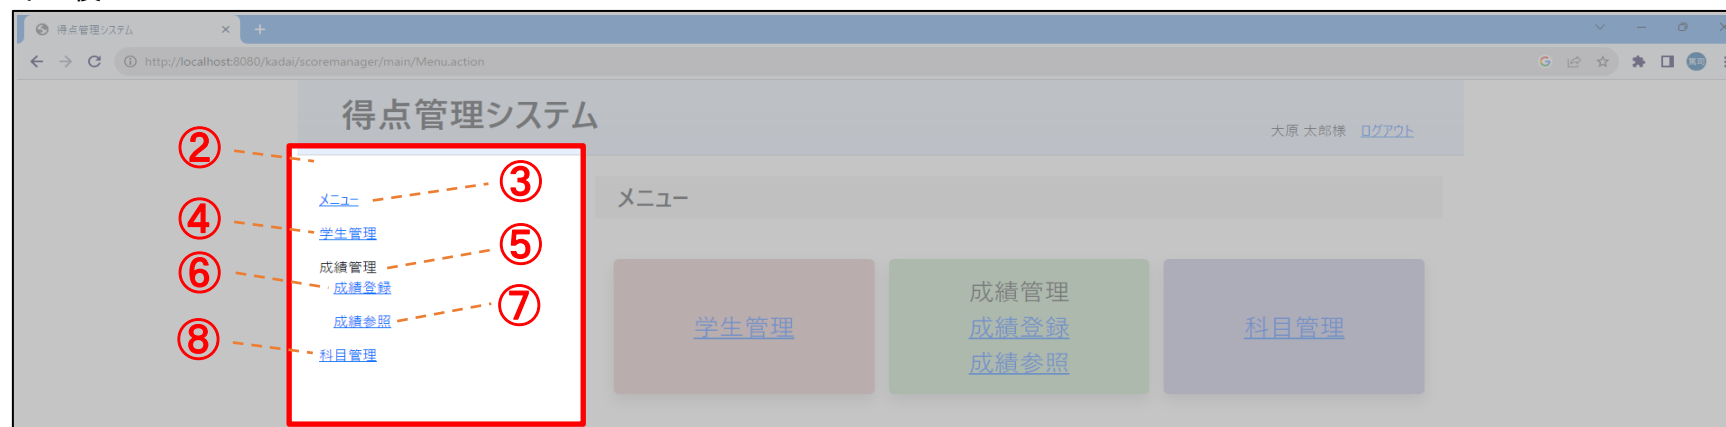 得点管理システム
http://localhost:8080/kadai/scoremanager/main/Menu.action
得点管理システム
大原 太郎様 ログアウト
②
メニュー
③
メニュー
④
学生管理
⑤
成績管理
⑥
成績登録
⑦
成績参照
⑧
科目管理
学生管理
成績管理
成績登録
成績参照
科目管理